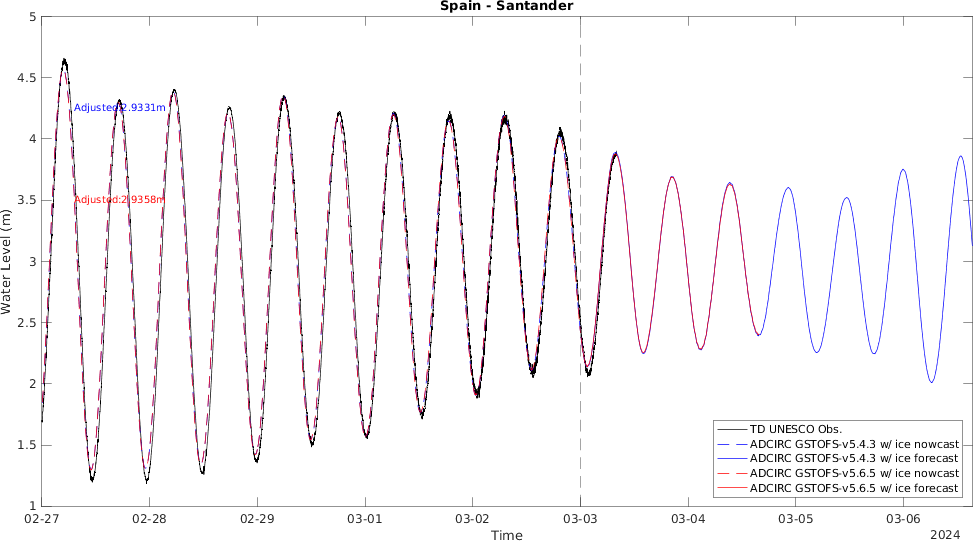 Spain - Santander
5
4.5
4
3.5
3
2.5
2
1.5
1
Water Level (m)
Adjusted:2.9331m
Adjusted:2.9358m
TD UNESCO Obs.
ADCIRC GSTOFS-v5.4.3 w/ ice nowcast
ADCIRC GSTOFS-v5.4.3 w/ ice forecast
ADCIRC GSTOFS-v5.6.5 w/ ice nowcast
ADCIRC GSTOFS-v5.6.5 w/ ice forecast
02-27 02-28 02-29 03-01 03-02 03-03 03-04 03-05 03-06
Time
2024